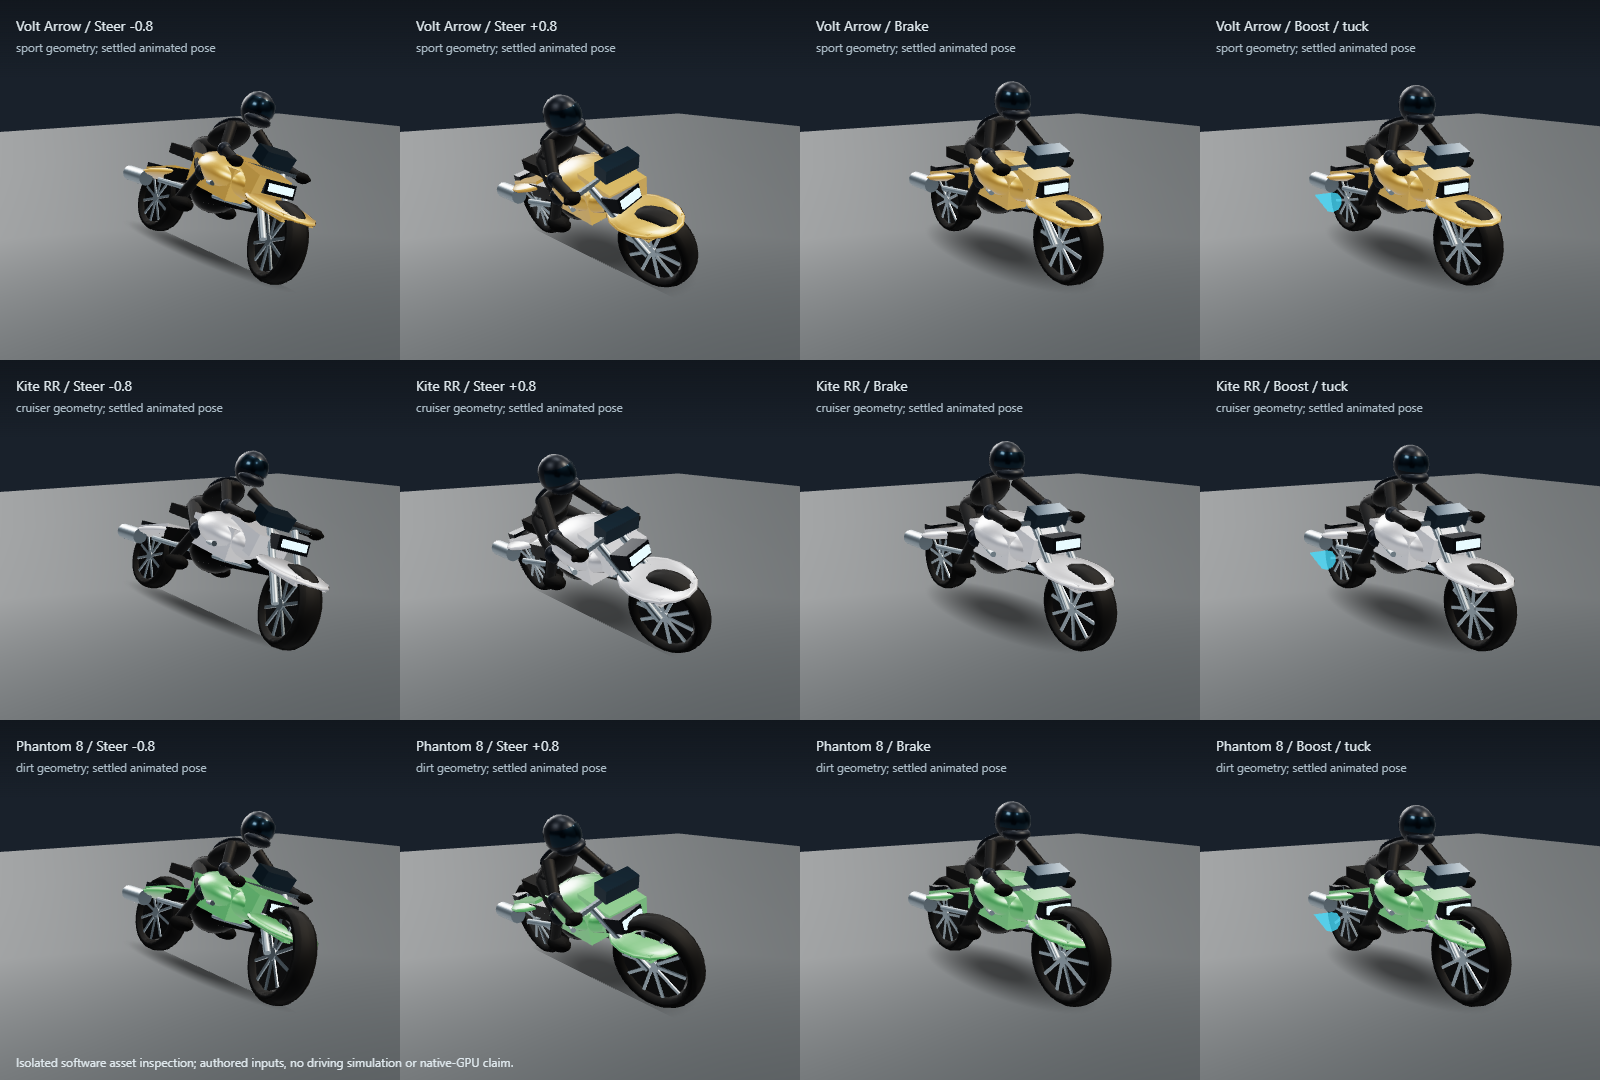 Volt Arrow / Steer -0.8
sport geometry; settled animated pose
Volt Arrow / Steer +0.8
sport geometry; settled animated pose
Volt Arrow / Brake
sport geometry; settled animated pose
Volt Arrow / Boost / tuck
sport geometry; settled animated pose
Kite RR / Steer -0.8
cruiser geometry; settled animated pose
Kite RR / Steer +0.8
cruiser geometry; settled animated pose
Kite RR / Brake
cruiser geometry; settled animated pose
Kite RR / Boost / tuck
cruiser geometry; settled animated pose
Phantom 8 / Steer -0.8
dirt geometry; settled animated pose
Phantom 8 / Steer +0.8
dirt geometry; settled animated pose
Phantom 8 / Brake
dirt geometry; settled animated pose
Phantom 8 / Boost / tuck
dirt geometry; settled animated pose
Isolated software asset inspection; authored inputs, no driving simulation or native-GPU claim.